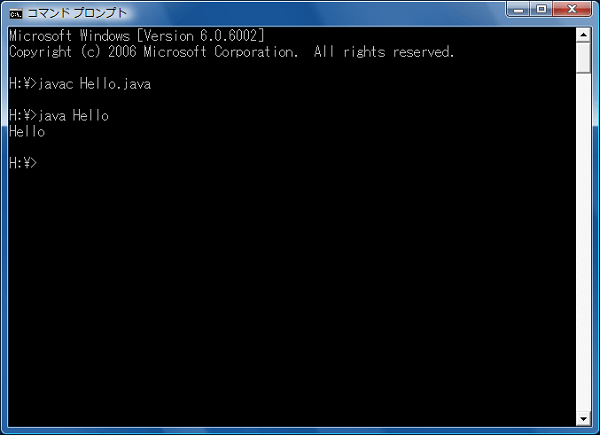 コマンド プロンプト
Microsoft Windows [Version 6.0.6002]
Copyright (c) 2006 Microsoft Corporation.  All rights reserved.
H:¥>javac Hello.java
H:¥>java Hello
Hello
H:¥>